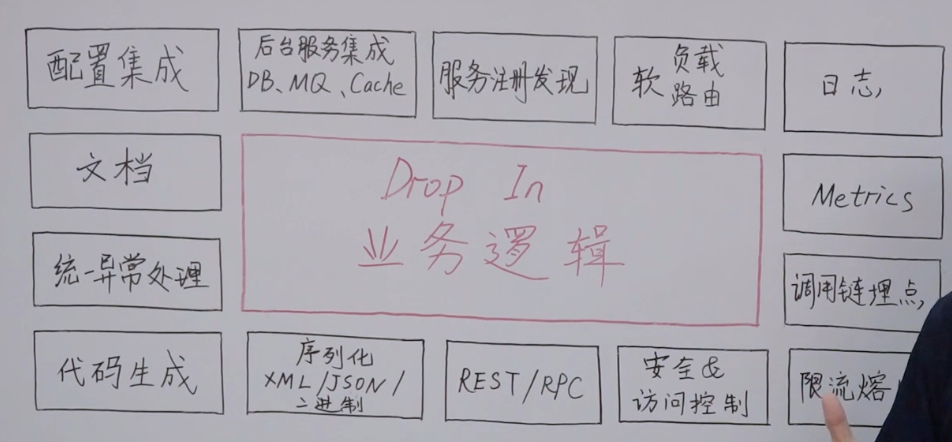 配置集成
后台服务集成
DB、MQ、Cache
服务注册发现
负载
软路由
日志
文档
Drop In
业务逻辑
Metrics
统一异常处理
调用链埋点
代码生成
序列化
XML/JSON/
二进制
REST/RPC
安全&
访问控制
限流熔